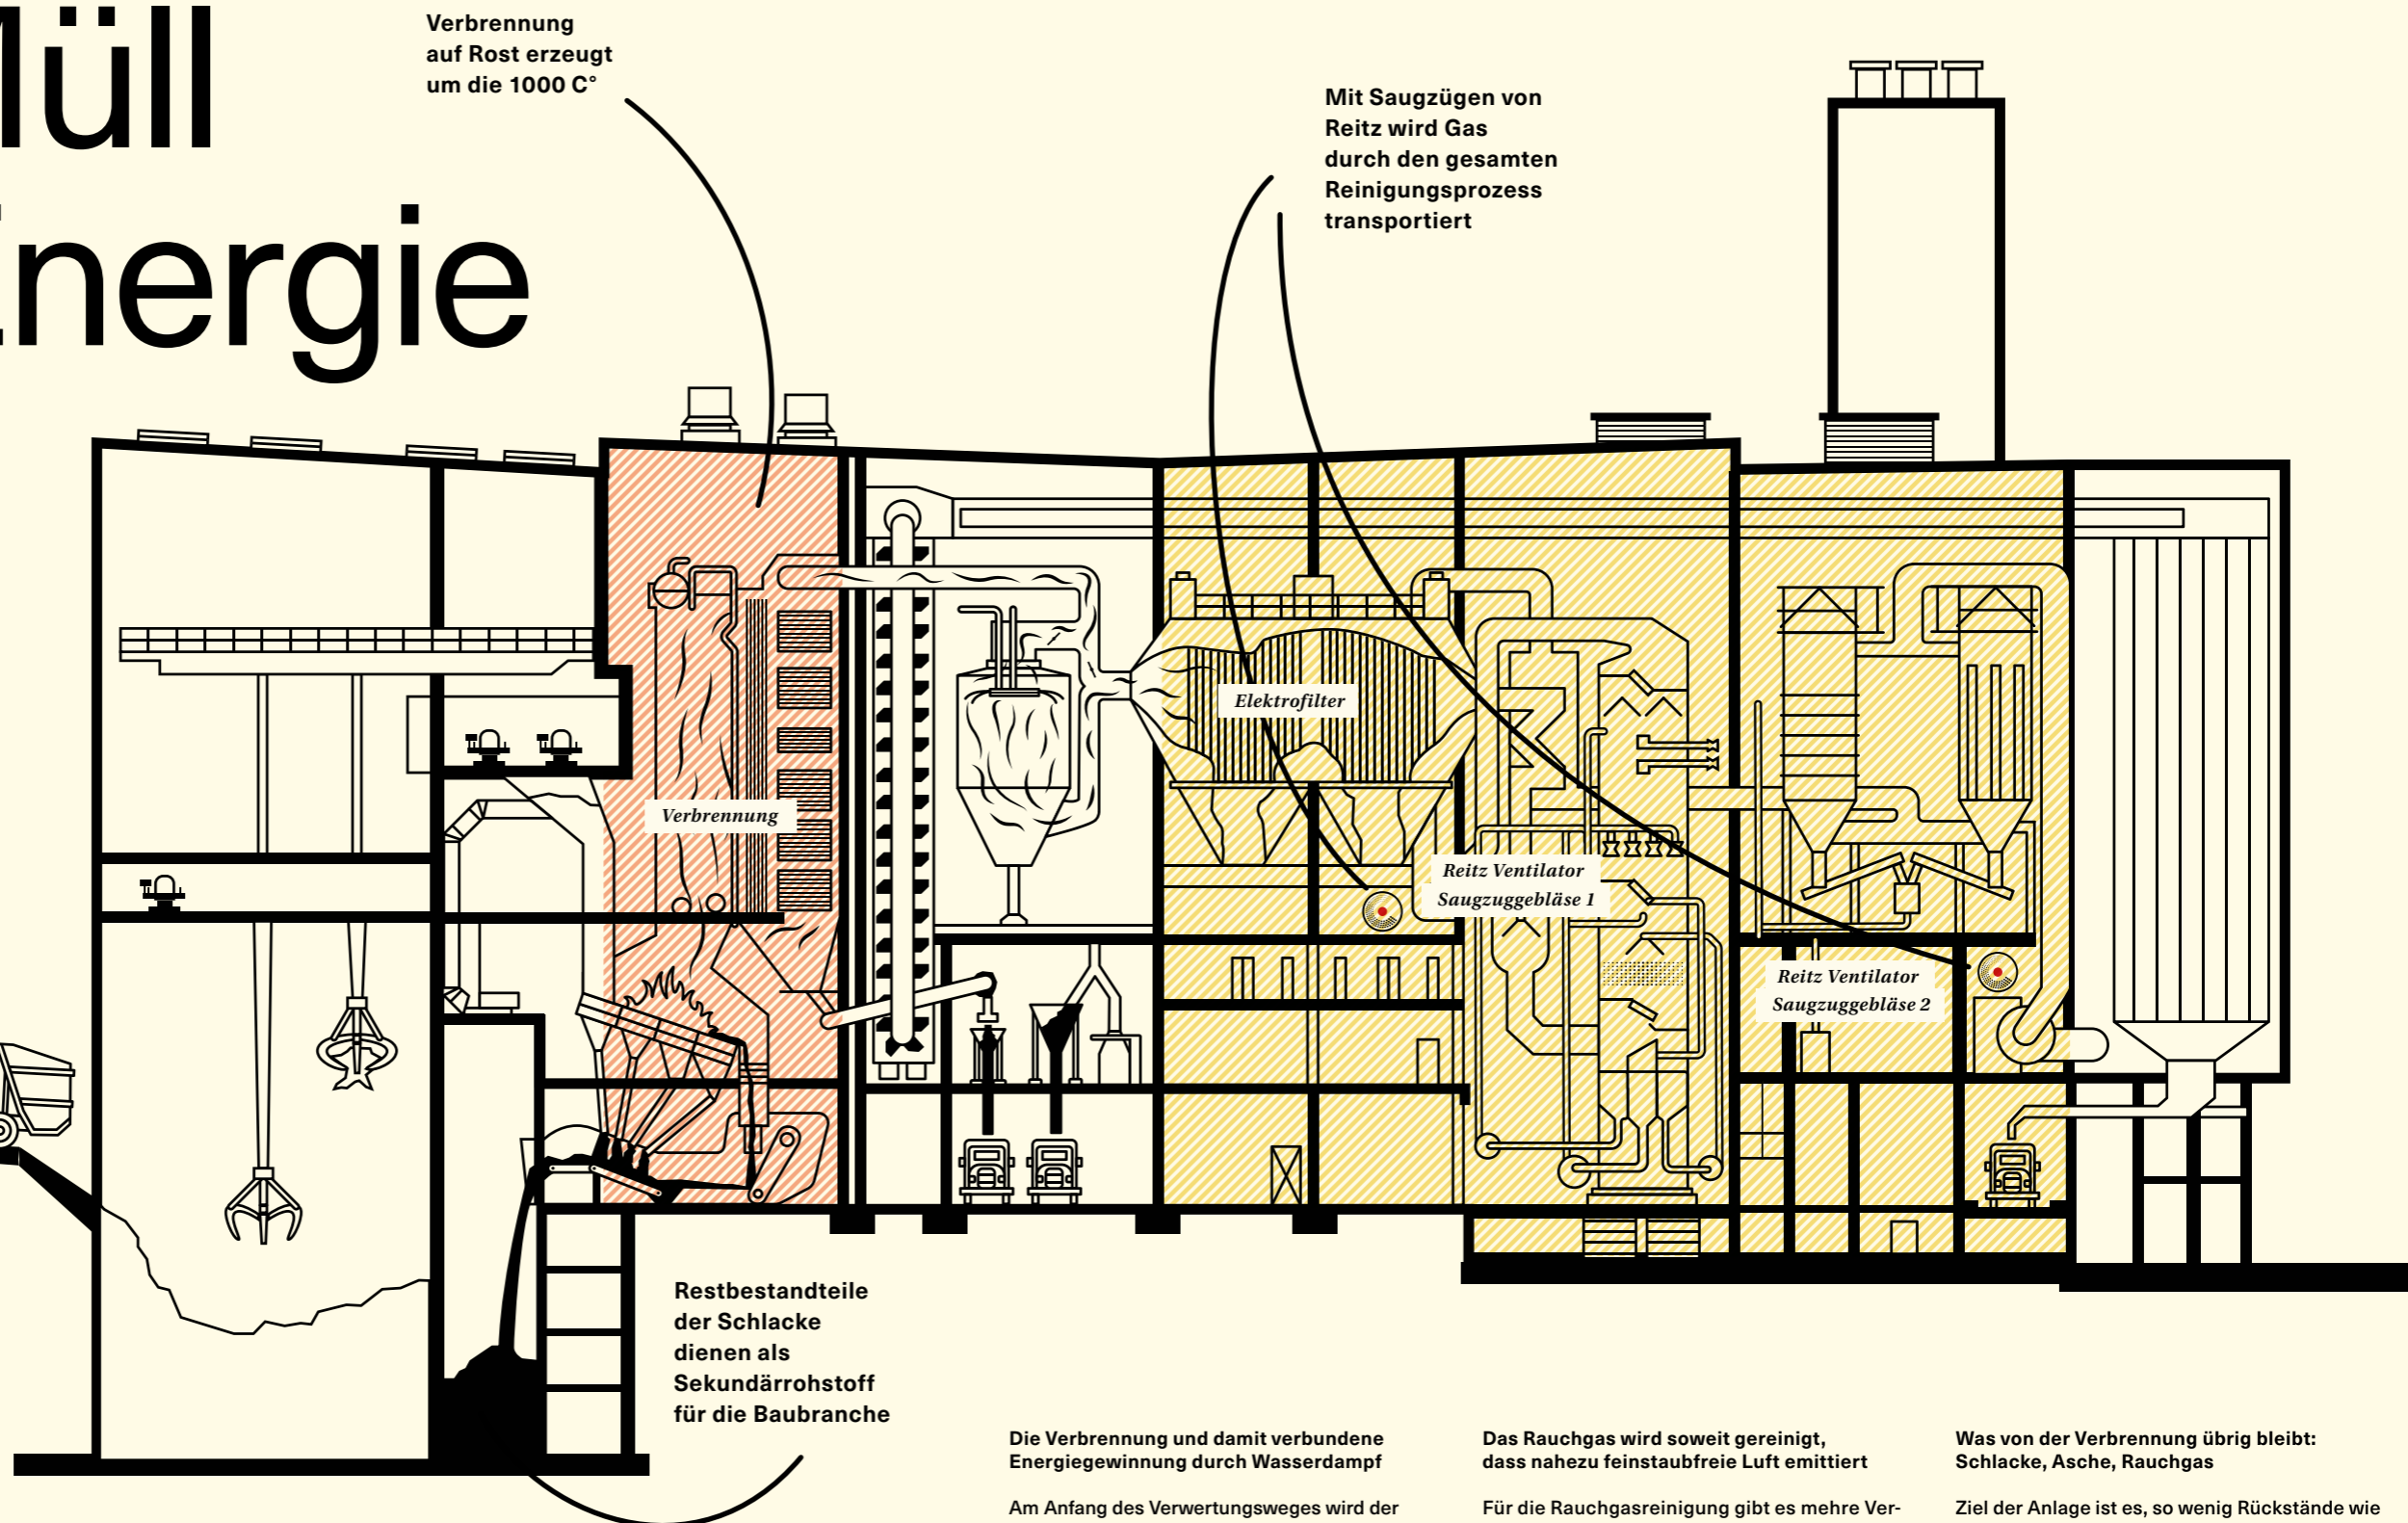 üll
nergie
Verbrennung
auf Rost erzeugt
um die 1000 C°
Mit Saugzügen von
Reitz wird Gas
durch den gesamten
Reinigungsprozess
transportiert
Elektrofilter
Verbrennung
Reitz Ventilator
Saugzuggebläse 1
Reitz Ventilator
Saugzuggebläse 2
Restbestandteile
der Schlacke
dienen als
Sekundärrohstoff
für die Baubranche
Die Verbrennung und damit verbundene
Energiegewinnung durch Wasserdampf
Am Anfang des Verwertungsweges wird der
Das Rauchgas wird soweit gereinigt,
dass nahezu feinstaubfreie Luft emittiert
Für die Rauchgasreinigung gibt es mehre Ver-
Was von der Verbrennung übrig bleibt:
Schlacke, Asche, Rauchgas
Ziel der Anlage ist es, so wenig Rückstände wie